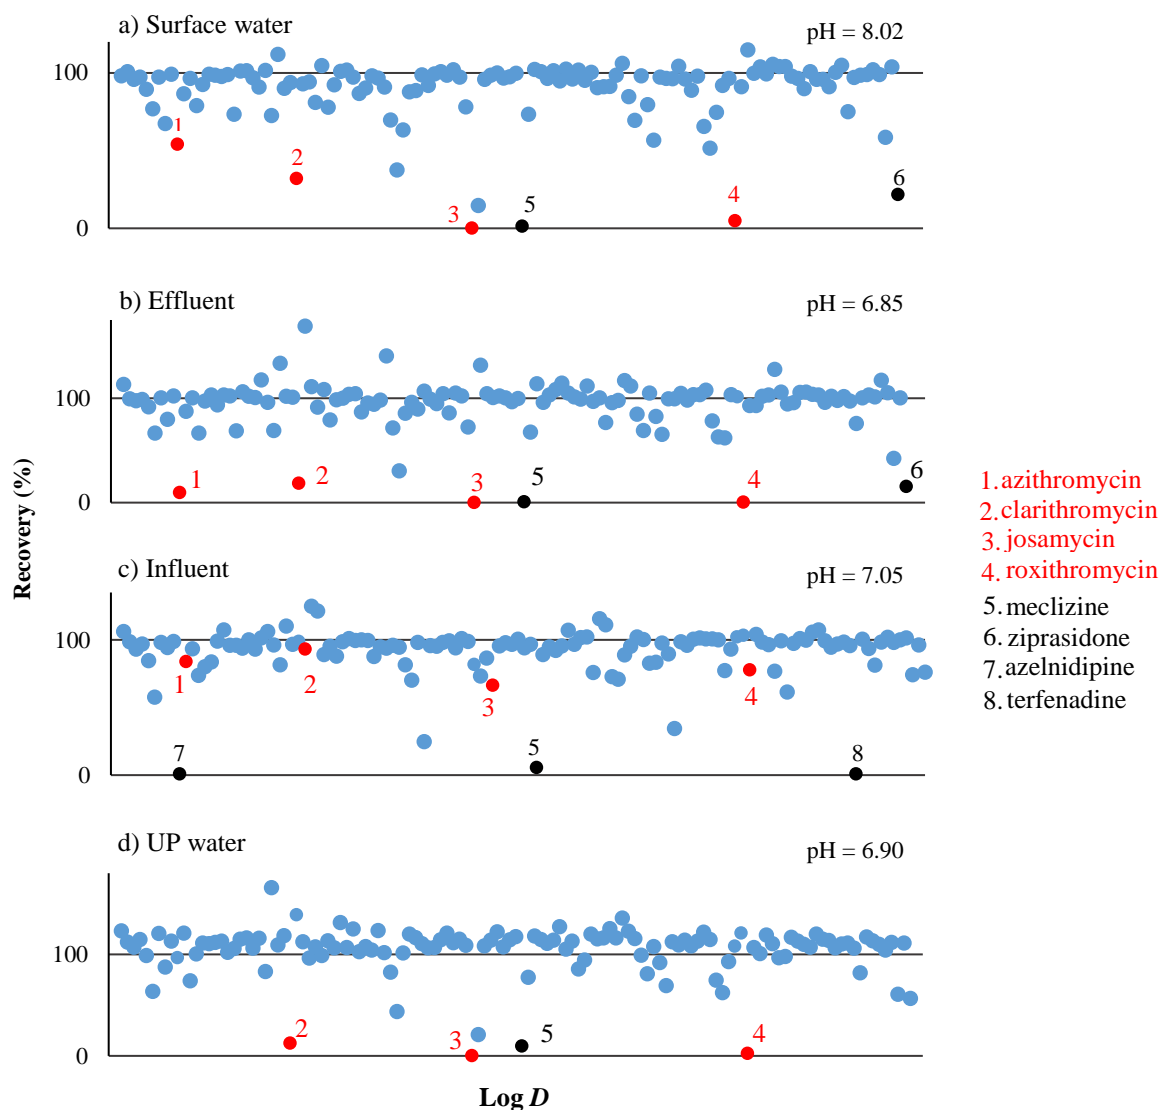 a) Surface water
pH = 8.02
100
0
1
2
3
5
4
6
b) Effluent
pH = 6.85
100
0
1
2
3
5
4
6
Recovery (%)
c) Influent
pH = 7.05
100
0
1
7
2
3
5
4
8
d) UP water
pH = 6.90
100
0
2
3
5
4
Log D
1. azithromycin
2. clarithromycin
3. josamycin
4. roxithromycin
5. meclizine
6. ziprasidone
7. azelnidipine
8. terfenadine